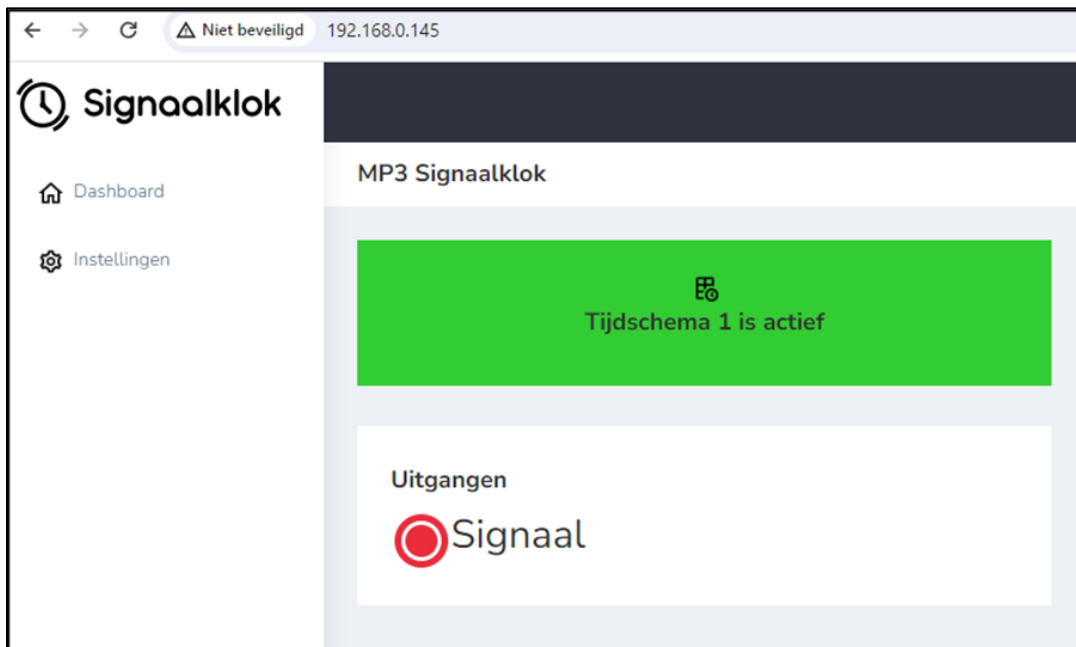 Niet beveiligd 192.168.0.145
Signaalklok
Dashboard
Instellingen
MP3 Signaalklok
Tijdschema 1 is actief
Uitgangen
Signaal